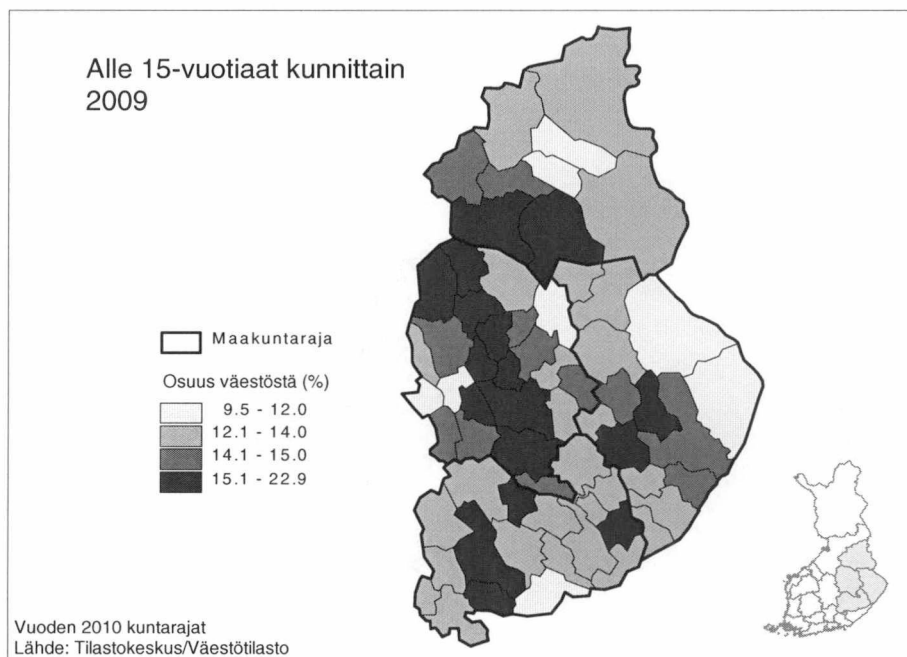 Alle 15-vuotiaat kunnittain
2009
Maakuntaraja
Osuus väestöstä (%)
9.5 - 12.0
12.1 - 14.0
14.1 - 15.0
15.1 - 22.9
Vuoden 2010 kuntarajat
Lähde: Tilastokeskus/Väestötilasto